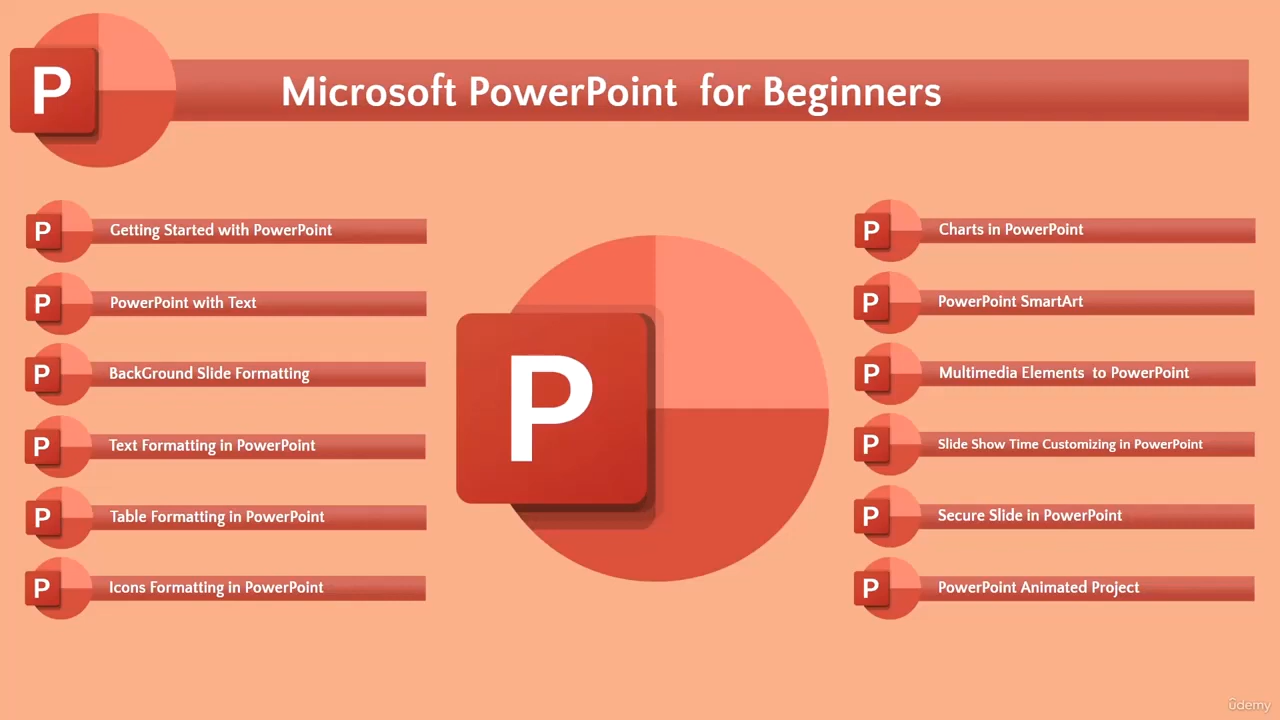 P
Microsoft PowerPoint  for Beginners
P
Getting Started with PowerPoint
P
PowerPoint with Text
P
BackGround Slide Formatting
P
Text Formatting in PowerPoint
P
Table Formatting in PowerPoint
P
Icons Formatting in PowerPoint
P
P
Charts in PowerPoint
P
PowerPoint SmartArt
P
Multimedia Elements  to PowerPoint
P
Slide Show Time Customizing in PowerPoint
P
Secure Slide in PowerPoint
P
PowerPoint Animated Project
ûdemy